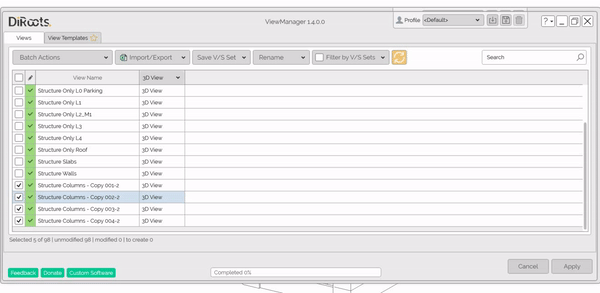 DiRoots.
ViewManager 1.4.0.0
Profile <Default>
Views
View Templates
Batch Actions
Import/Export
Save V/S Set
Rename
Filter by V/S Sets
Search
View Name
3D View
Structure Only L0 Parking 3D View
Structure Only L1 3D View
Structure Only L2_M1 3D View
Structure Only L3 3D View
Structure Only L4 3D View
Structure Only Roof 3D View
Structure Slabs 3D View
Structure Walls 3D View
Structure Columns - Copy 001-2 3D View
Structure Columns - Copy 002-2 3D View
Structure Columns - Copy 003-2 3D View
Structure Columns - Copy 004-2 3D View
Selected 5 of 98 | unmodified 98 | modified 0 | to create 0
Cancel
Apply
Feedback
Donate
Custom Software
Completed 0%